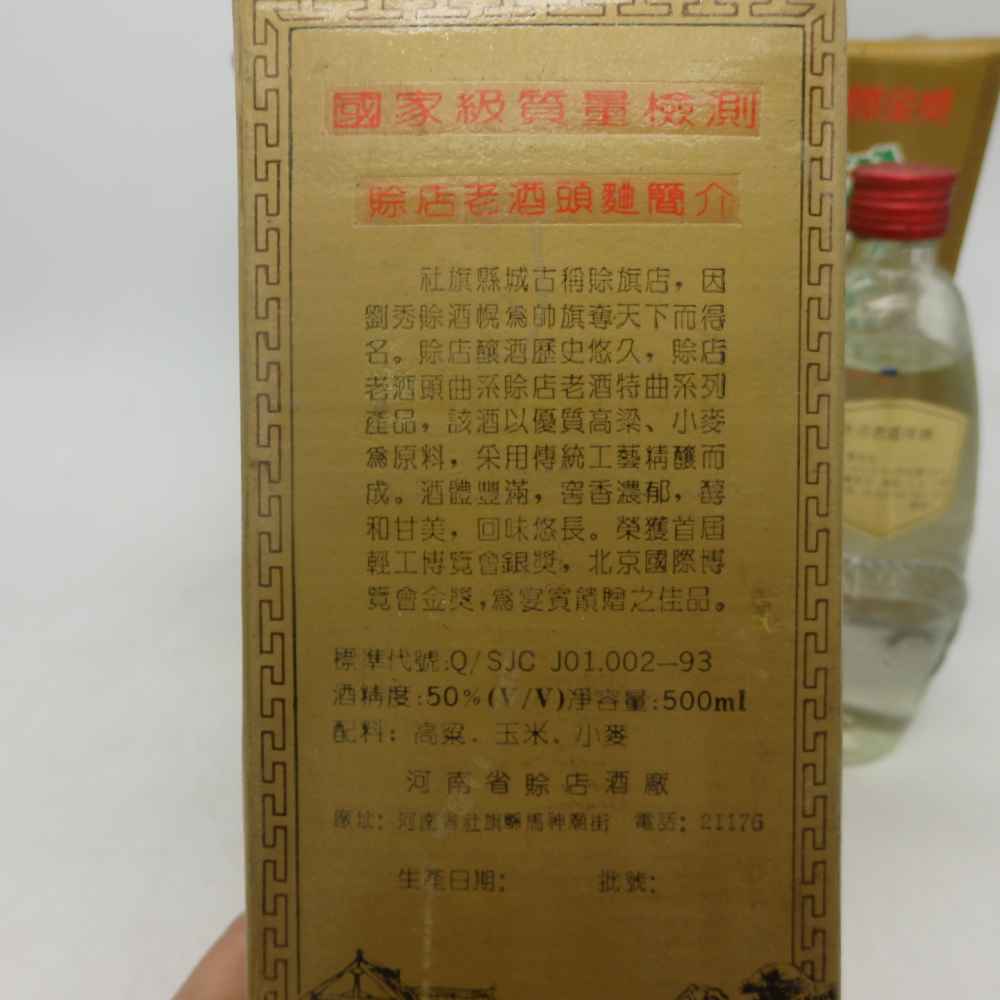 國家級質量檢測
賒店老酒頭麯簡介
社旗縣城古稱賒旗店，因
劉秀賒酒幌爲帥旗奪天下而得
名。賒店釀酒歷史悠久，賒店
老酒頭曲系賒店老酒特曲系列
產品，該酒以優質高梁、小麥
爲原料，采用傳統工藝精釀而
成。酒體豐滿，窖香濃郁，醇
和甘美，回味悠長。榮獲首屆
輕工博覽會銀獎，北京國際博
覽會金獎，爲宴賓饋贈之佳品。
標準代號:Q/SJC J01.002—93
酒精度:50%(V/V)淨容量:500ml
配料：高粱、玉米、小麥
河南省賒店酒廠
廠址：河南省社旗縣馬神廟街 電話：21176
生產日期： 批號：